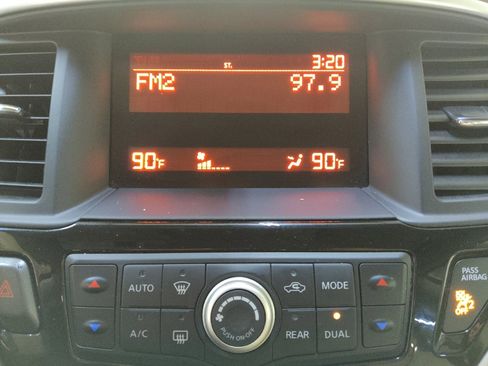 ST. 3:20
FM2 97.9
90°F 90°F
AUTO MODE
A/C PUSH ON·OFF REAR DUAL
PASS
AIRBAG
OFF